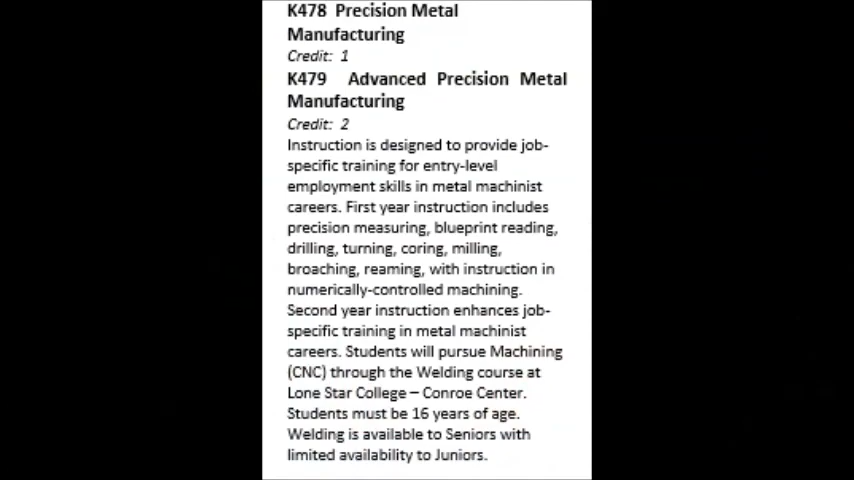 K478 Precision Metal
Manufacturing
Credit: 1
K479 Advanced Precision Metal
Manufacturing
Credit: 2
Instruction is designed to provide job-
specific training for entry-level
employment skills in metal machinist
careers. First year instruction includes
precision measuring, blueprint reading,
drilling, turning, coring, milling,
broaching, reaming, with instruction in
numerically-controlled machining.
Second year instruction enhances job-
specific training in metal machinist
careers. Students will pursue Machining
(CNC) through the Welding course at
Lone Star College – Conroe Center.
Students must be 16 years of age.
Welding is available to Seniors with
limited availability to Juniors.